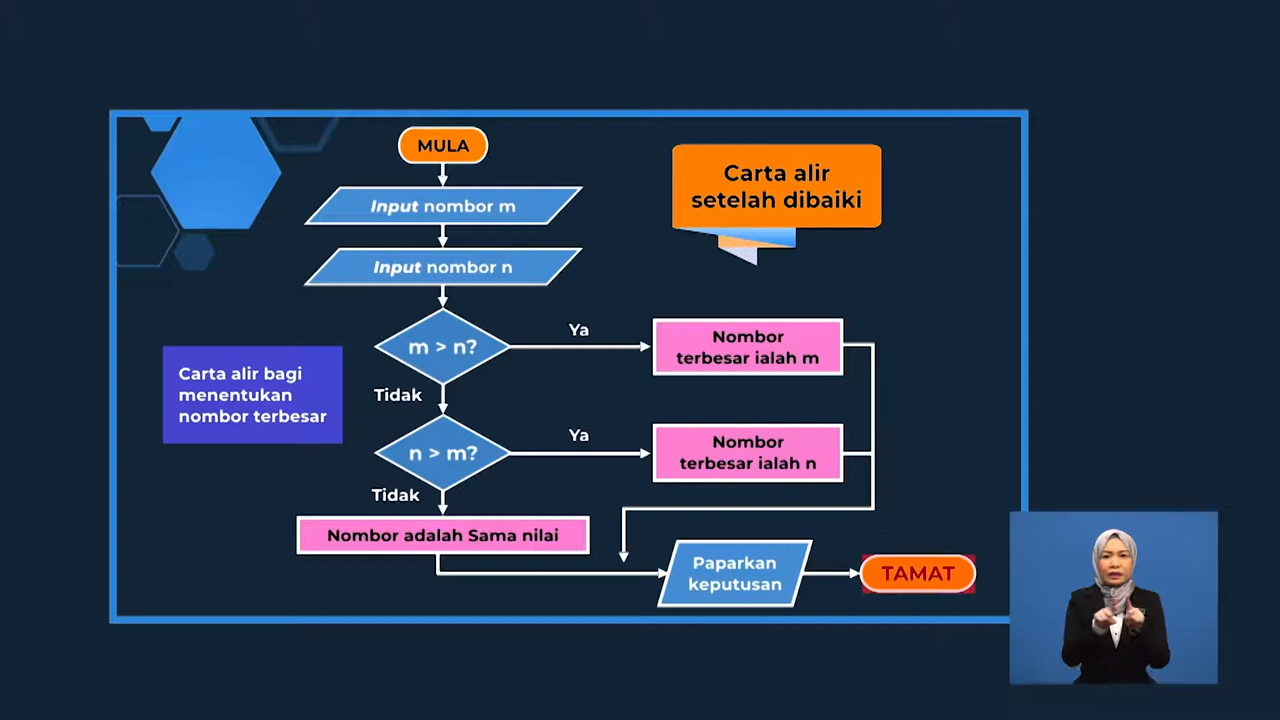 MULA
Carta alir
setelah dibaiki
Input nombor m
Input nombor n
m > n?
Ya
Nombor
terbesar ialah m
Carta alir bagi
menentukan
nombor terbesar
Tidak
n > m?
Ya
Nombor
terbesar ialah n
Tidak
Nombor adalah Sama nilai
Paparkan
keputusan
TAMAT